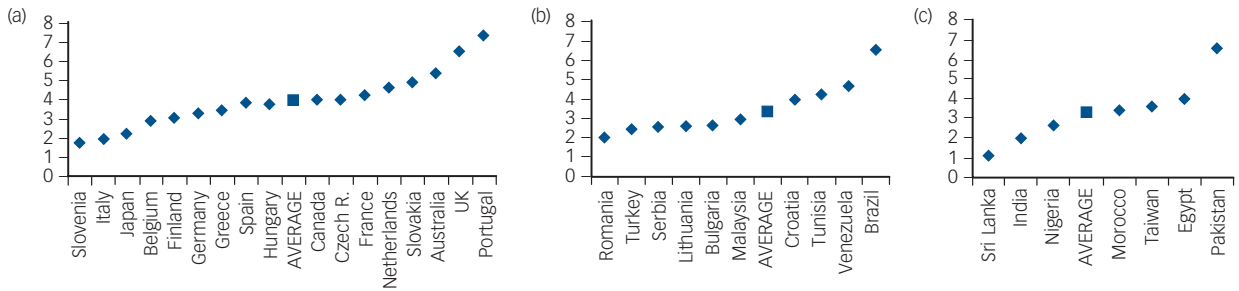 (a)
8
7
6
5
4
3
2
1
0
Slovenia
Italy
Japan
Belgium
Finland
Germany
Greece
Spain
Hungary
AVERAGE
Canada
Czech R.
France
Netherlands
Slovakia
Australia
UK
Portugal
(b)
8
7
6
5
4
3
2
1
0
Romania
Turkey
Serbia
Lithuania
Bulgaria
Malaysia
AVERAGE
Croatia
Tunisia
Venezuela
Brazil
(c)
8
7
6
5
4
3
2
1
0
Sri Lanka
India
Nigeria
AVERAGE
Morocco
Taiwan
Egypt
Pakistan